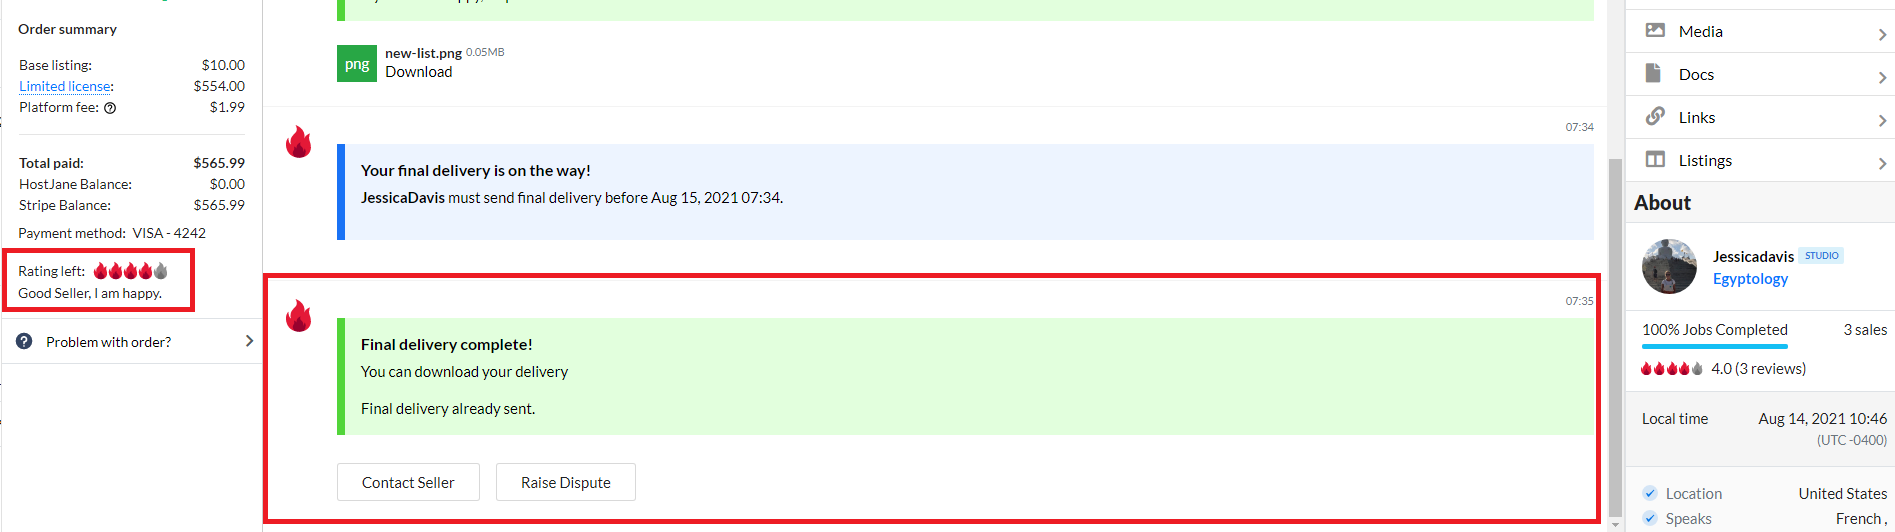 Order summary
Base listing: $10.00
Limited license: $554.00
Platform fee: $1.99
Total paid: $565.99
HostJane Balance: $0.00
Stripe Balance: $565.99
Payment method: VISA - 4242
Rating left:
Good Seller, I am happy.
Problem with order?
png
new-list.png 0.05MB
Download
07:34
Your final delivery is on the way!
JessicaDavis must send final delivery before Aug 15, 2021 07:34.
07:35
Final delivery complete!
You can download your delivery
Final delivery already sent.
Contact Seller
Raise Dispute
Media
Docs
Links
Listings
About
Jessicadavis STUDIO
Egyptology
100% Jobs Completed 3 sales
4.0 (3 reviews)
Local time Aug 14, 2021 10:46
(UTC -0400)
Location United States
Speaks French ,